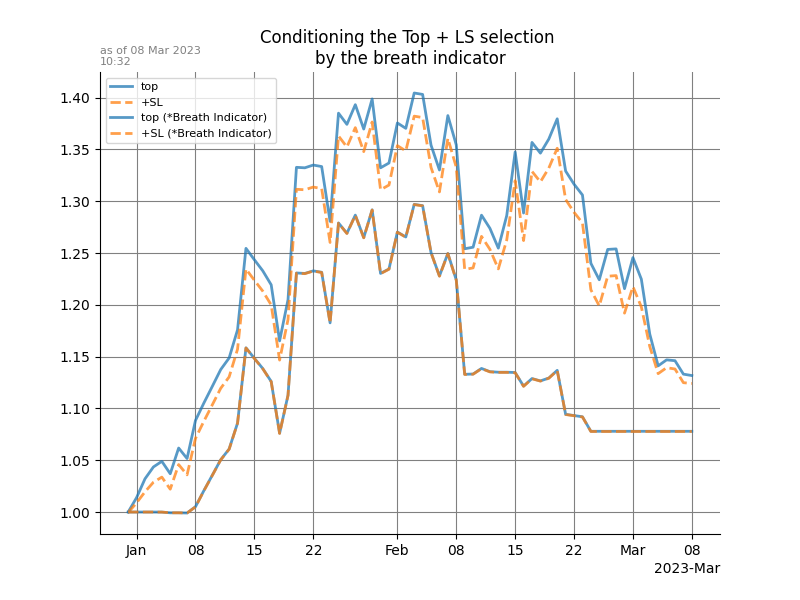 Conditioning the Top + LS selection
by the breath indicator
as of 08 Mar 2023
10:32
top
+SL
top (*Breath Indicator)
+SL (*Breath Indicator)
1.40
1.35
1.30
1.25
1.20
1.15
1.10
1.05
1.00
Jan 08 15 22 Feb 08 15 22 Mar 08
2023-Mar